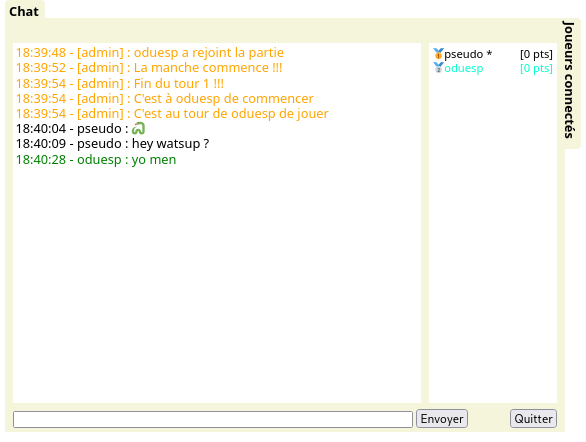 Chat
18:39:48 - [admin] : oduesp a rejoint la partie
18:39:52 - [admin] : La manche commence !!!
18:39:54 - [admin] : Fin du tour 1 !!!
18:39:54 - [admin] : C'est à oduesp de commencer
18:39:54 - [admin] : C'est au tour de oduesp de jouer
18:40:04 - pseudo :
18:40:09 - pseudo : hey watsup ?
18:40:28 - oduesp : yo men
pseudo * [0 pts]
oduesp [0 pts]
Joueurs connectés
Envoyer
Quitter